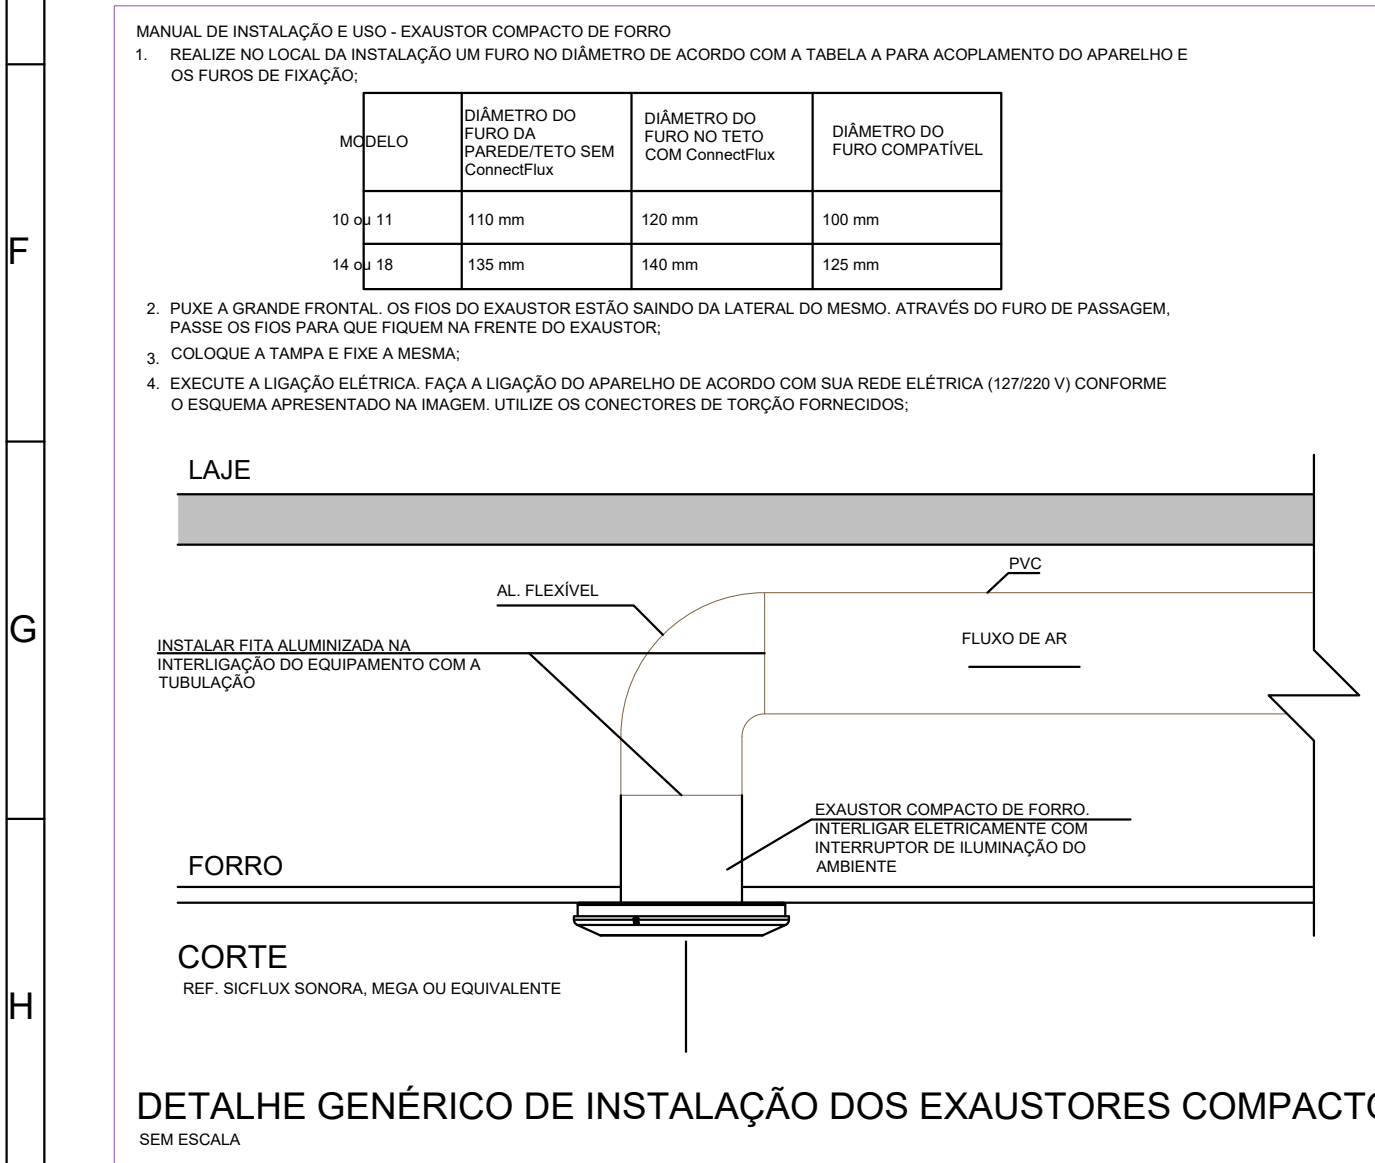 MANUAL DE INSTALAÇÃO E USO - EXAUSTOR COMPACTO DE FORRO
1. REALIZE NO LOCAL DA INSTALAÇÃO UM FURO NO DIÂMETRO DE ACORDO COM A TABELA A PARA ACOPLAMENTO DO APARELHO E
OS FUROS DE FIXAÇÃO;
MODELO
DIÂMETRO DO
FURO DA
PAREDE/TETO SEM
ConnectFlux
DIÂMETRO DO
FURO NO TETO
COM ConnectFlux
DIÂMETRO DO
FURO COMPATÍVEL
10 ou 11 110 mm 120 mm 100 mm
14 ou 18 135 mm 140 mm 125 mm
F
2. PUXE A GRANDE FRONTAL. OS FIOS DO EXAUSTOR ESTÃO SAINDO DA LATERAL DO MESMO. ATRAVÉS DO FURO DE PASSAGEM,
PASSE OS FIOS PARA QUE FIQUEM NA FRENTE DO EXAUSTOR;
3. COLOQUE A TAMPA E FIXE A MESMA;
4. EXECUTE A LIGAÇÃO ELÉTRICA. FAÇA A LIGAÇÃO DO APARELHO DE ACORDO COM SUA REDE ELÉTRICA (127/220 V) CONFORME
O ESQUEMA APRESENTADO NA IMAGEM. UTILIZE OS CONECTORES DE TORÇÃO FORNECIDOS;
LAJE
PVC
AL. FLEXÍVEL
G
FLUXO DE AR
INSTALAR FITA ALUMINIZADA NA
INTERLIGAÇÃO DO EQUIPAMENTO COM A
TUBULAÇÃO
EXAUSTOR COMPACTO DE FORRO.
INTERLIGAR ELETRICAMENTE COM
INTERRUPTOR DE ILUMINAÇÃO DO
AMBIENTE
FORRO
CORTE
REF. SICFLUX SONORA, MEGA OU EQUIVALENTE
H
DETALHE GENÉRICO DE INSTALAÇÃO DOS EXAUSTORES COMPACTO
SEM ESCALA